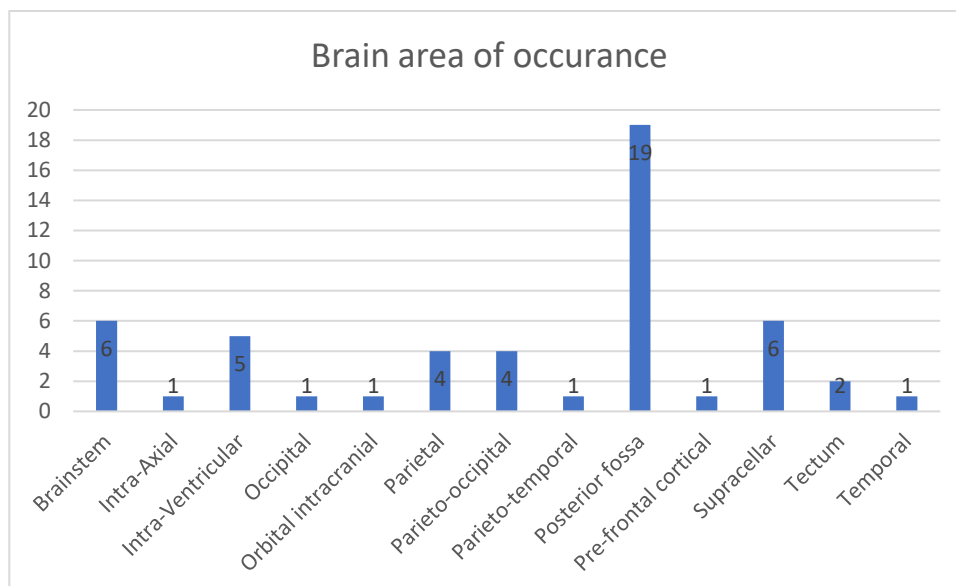 Brain area of occurance
20
18
16
14
12
10
8
6
4
2
0
6
1
5
1
1
4
4
1
19
1
6
2
1
Brainstem
Intra-Axial
Intra-Ventricular
Occipital
Orbital intracranial
Parietal
Parieto-occipital
Parieto-temporal
Posterior fossa
Pre-frontal cortical
Supracellar
Tectum
Temporal